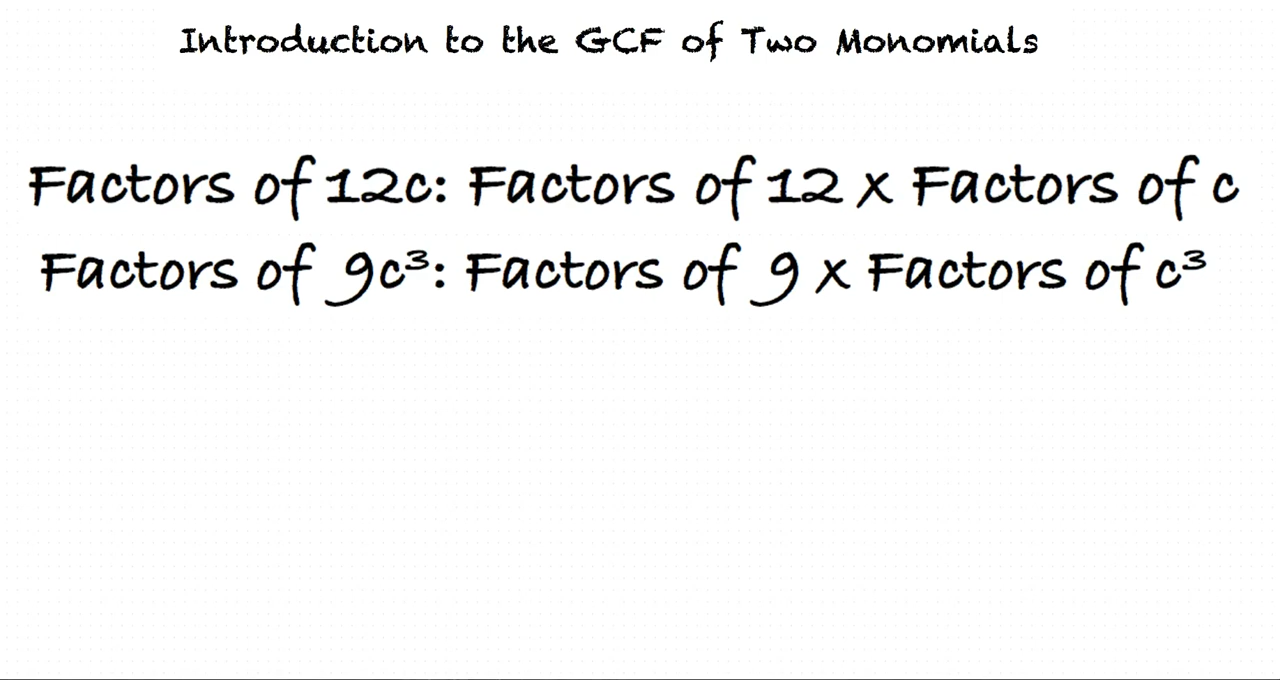 Introduction to the GCF of Two Monomials
Factors of 12c: Factors of 12 x Factors of c
Factors of 9c³: Factors of 9 x Factors of c³